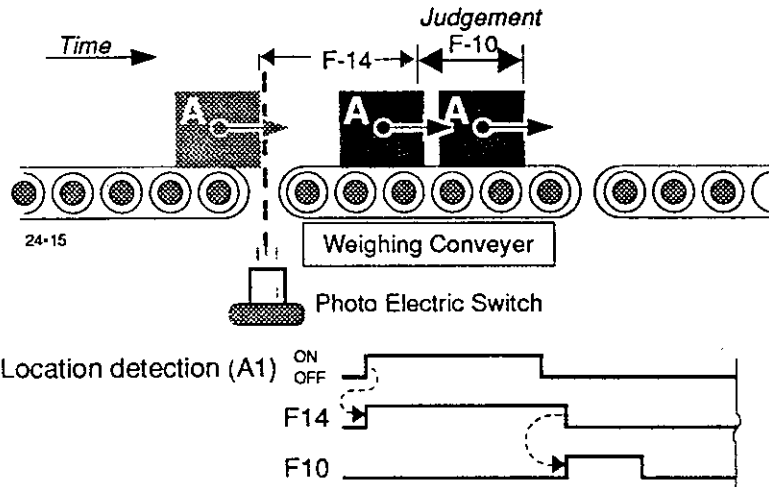 Judgement
Time
F-14
F-10
A
A
A
24-15
Weighing Conveyer
Photo Electric Switch
Location detection (A1)
ON
OFF
F14
F10